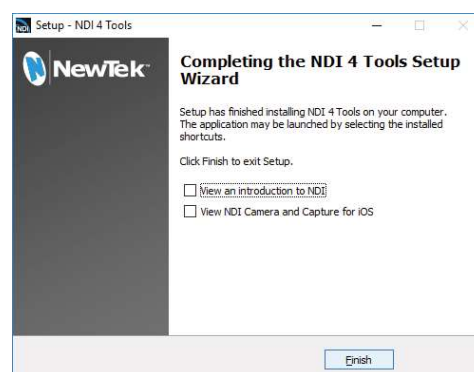 NDI Setup - NDI 4 Tools
NewTek
Completing the NDI 4 Tools Setup
Wizard
Setup has finished installing NDI 4 Tools on your computer.
The application may be launched by selecting the installed
shortcuts.
Click Finish to exit Setup.
View an introduction to NDI
View NDI Camera and Capture for iOS
Finish